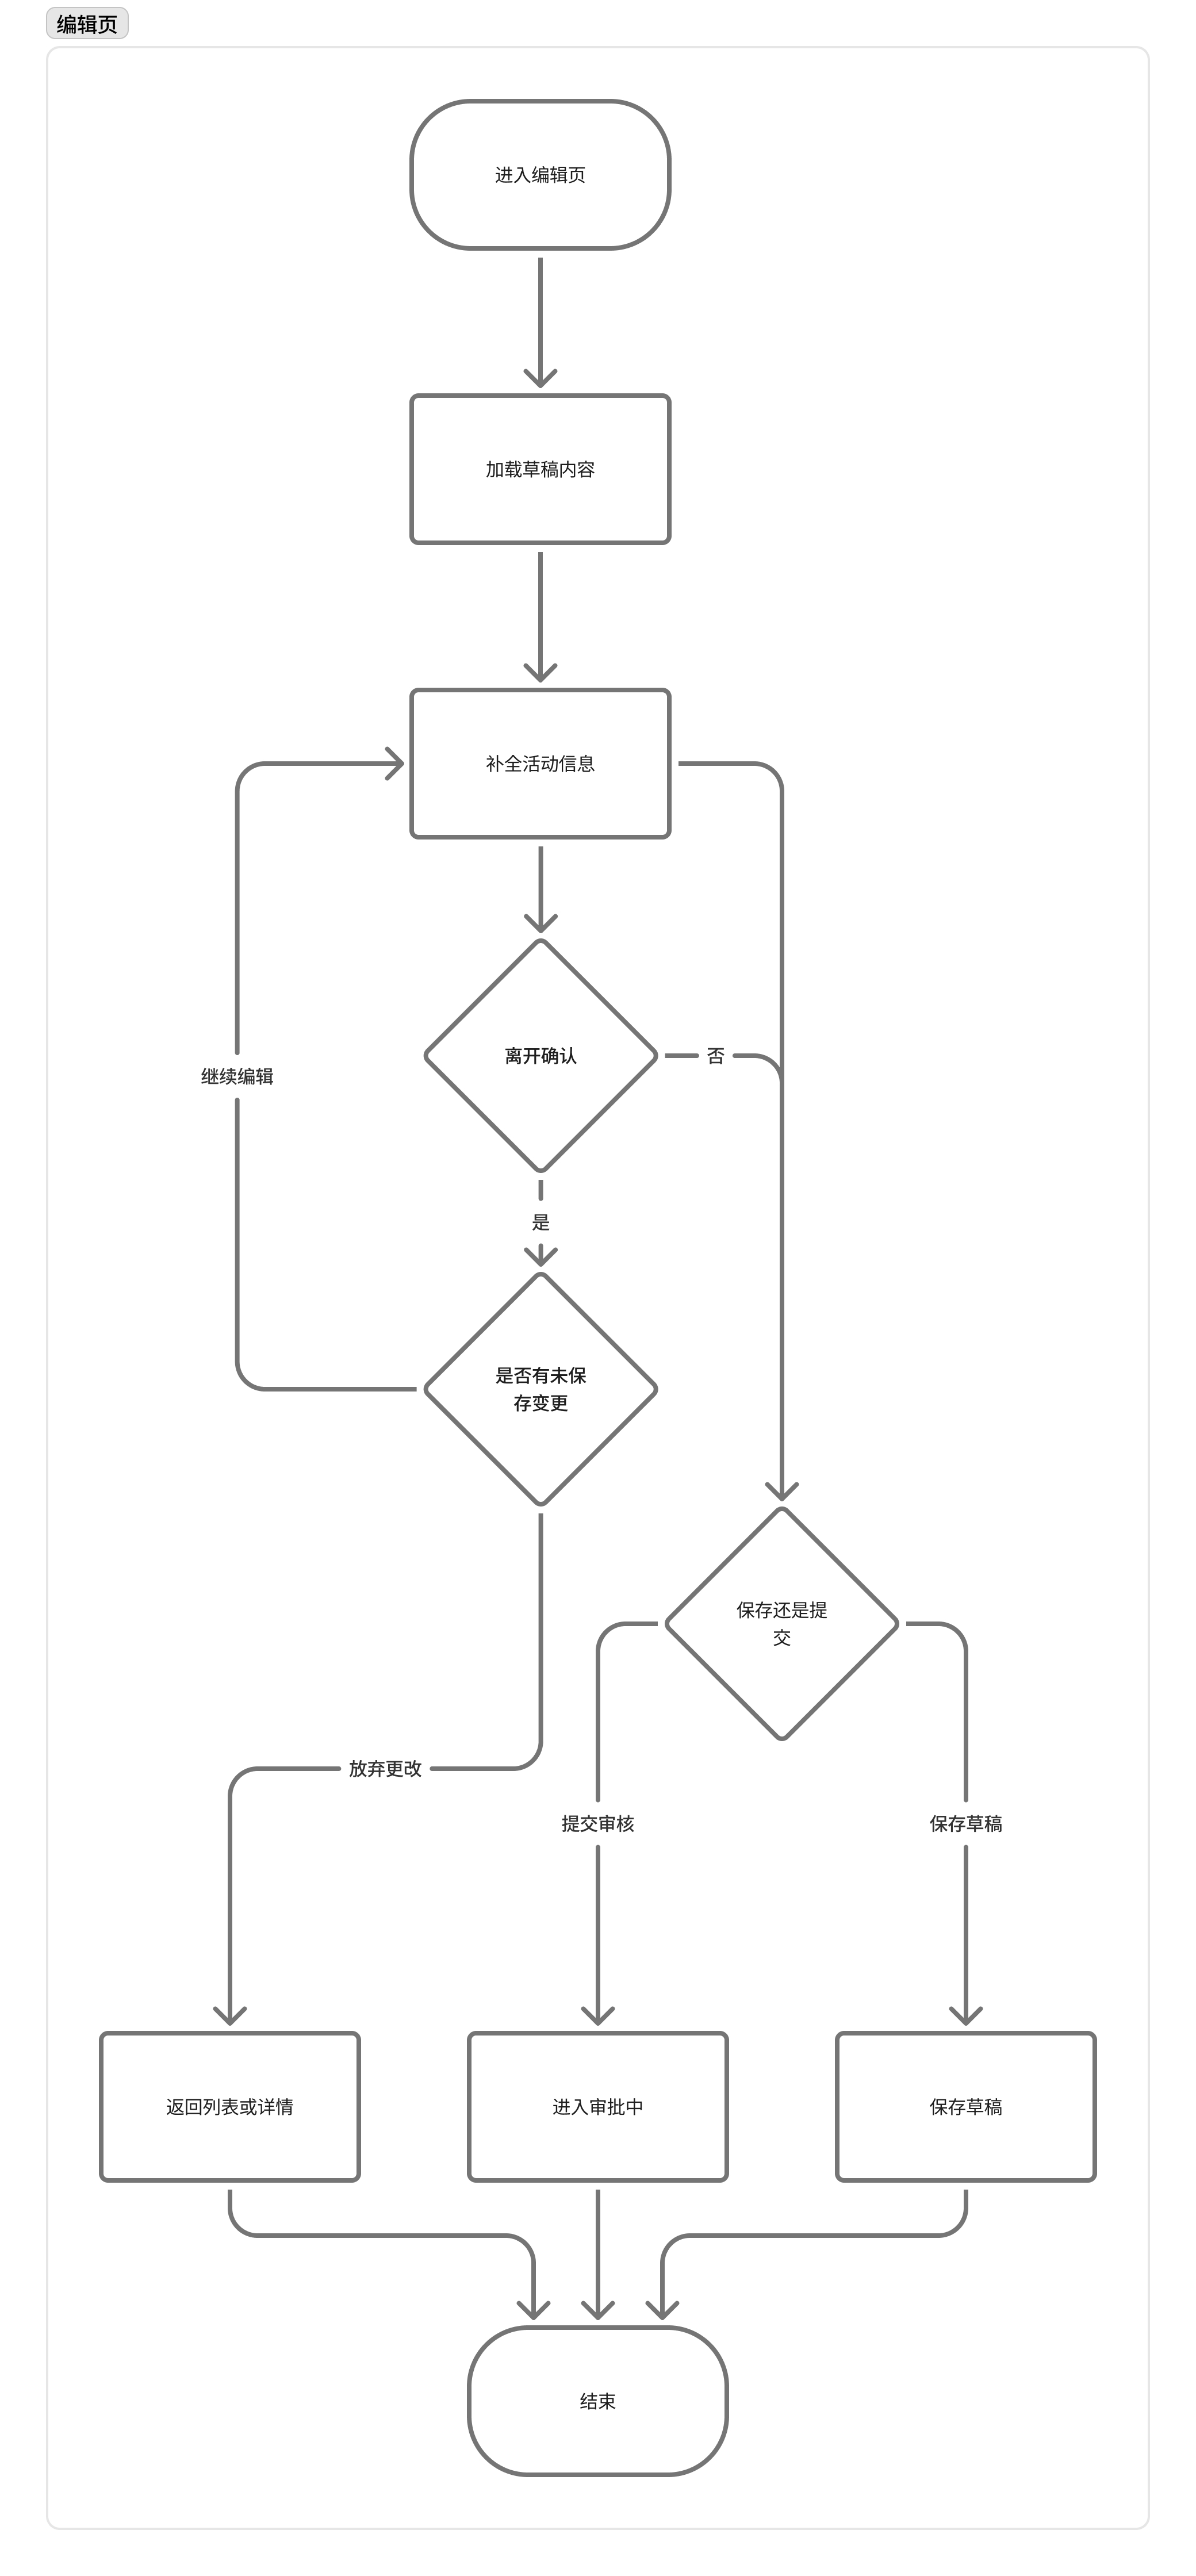 编辑页
进入编辑页
加载草稿内容
补全活动信息
离开确认
否
继续编辑
是
是否有未保
存变更
保存还是提
交
放弃更改
提交审核
保存草稿
返回列表或详情
进入审批中
保存草稿
结束